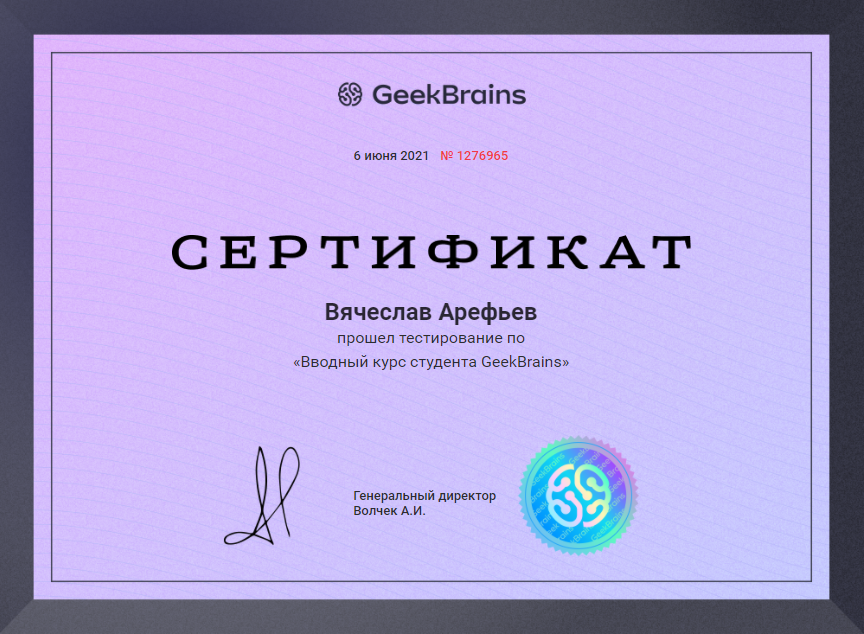 GeekBrains
6 июня 2021 № 1276965
СЕРТИФИКАТ
Вячеслав Арефьев
прошел тестирование по
«Вводный курс студента GeekBrains»
Генеральный директор
Волчек А.И.